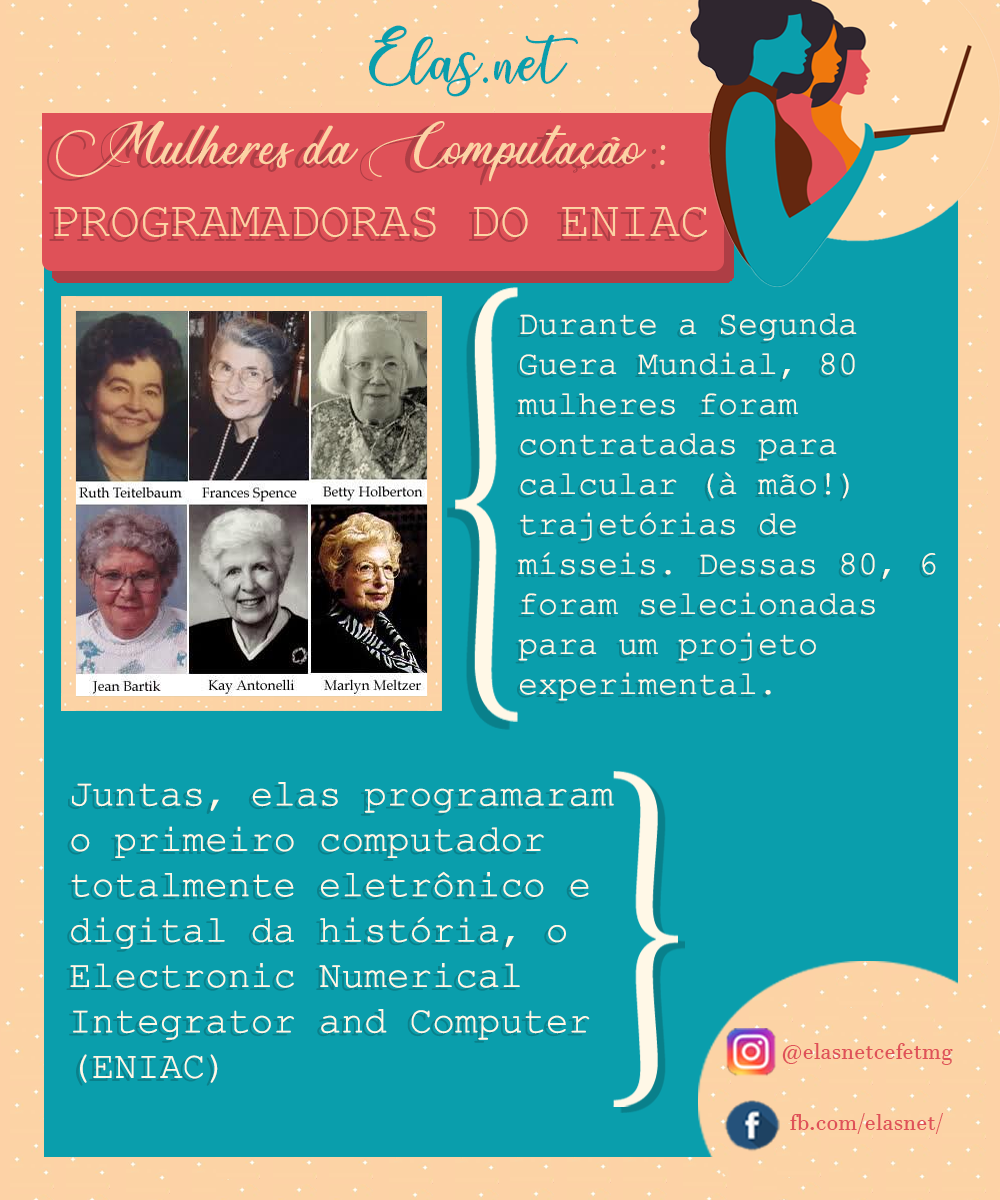 Elas.net
Mulheres da Computação:
PROGRAMADORAS DO ENIAC
Ruth Teitelbaum Frances Spence Betty Holberton
Jean Bartik Kay Antonelli Marlyn Meltzer
Durante a Segunda
Guera Mundial, 80
mulheres foram
contratadas para
calcular (à mão!)
trajetórias de
mísseis. Dessas 80, 6
foram selecionadas
para um projeto
experimental.
Juntas, elas programaram
o primeiro computador
totalmente eletrônico e
digital da história, o
Electronic Numerical
Integrator and Computer
(ENIAC)
@elasnetcefetmg
fb.com/elasnet/